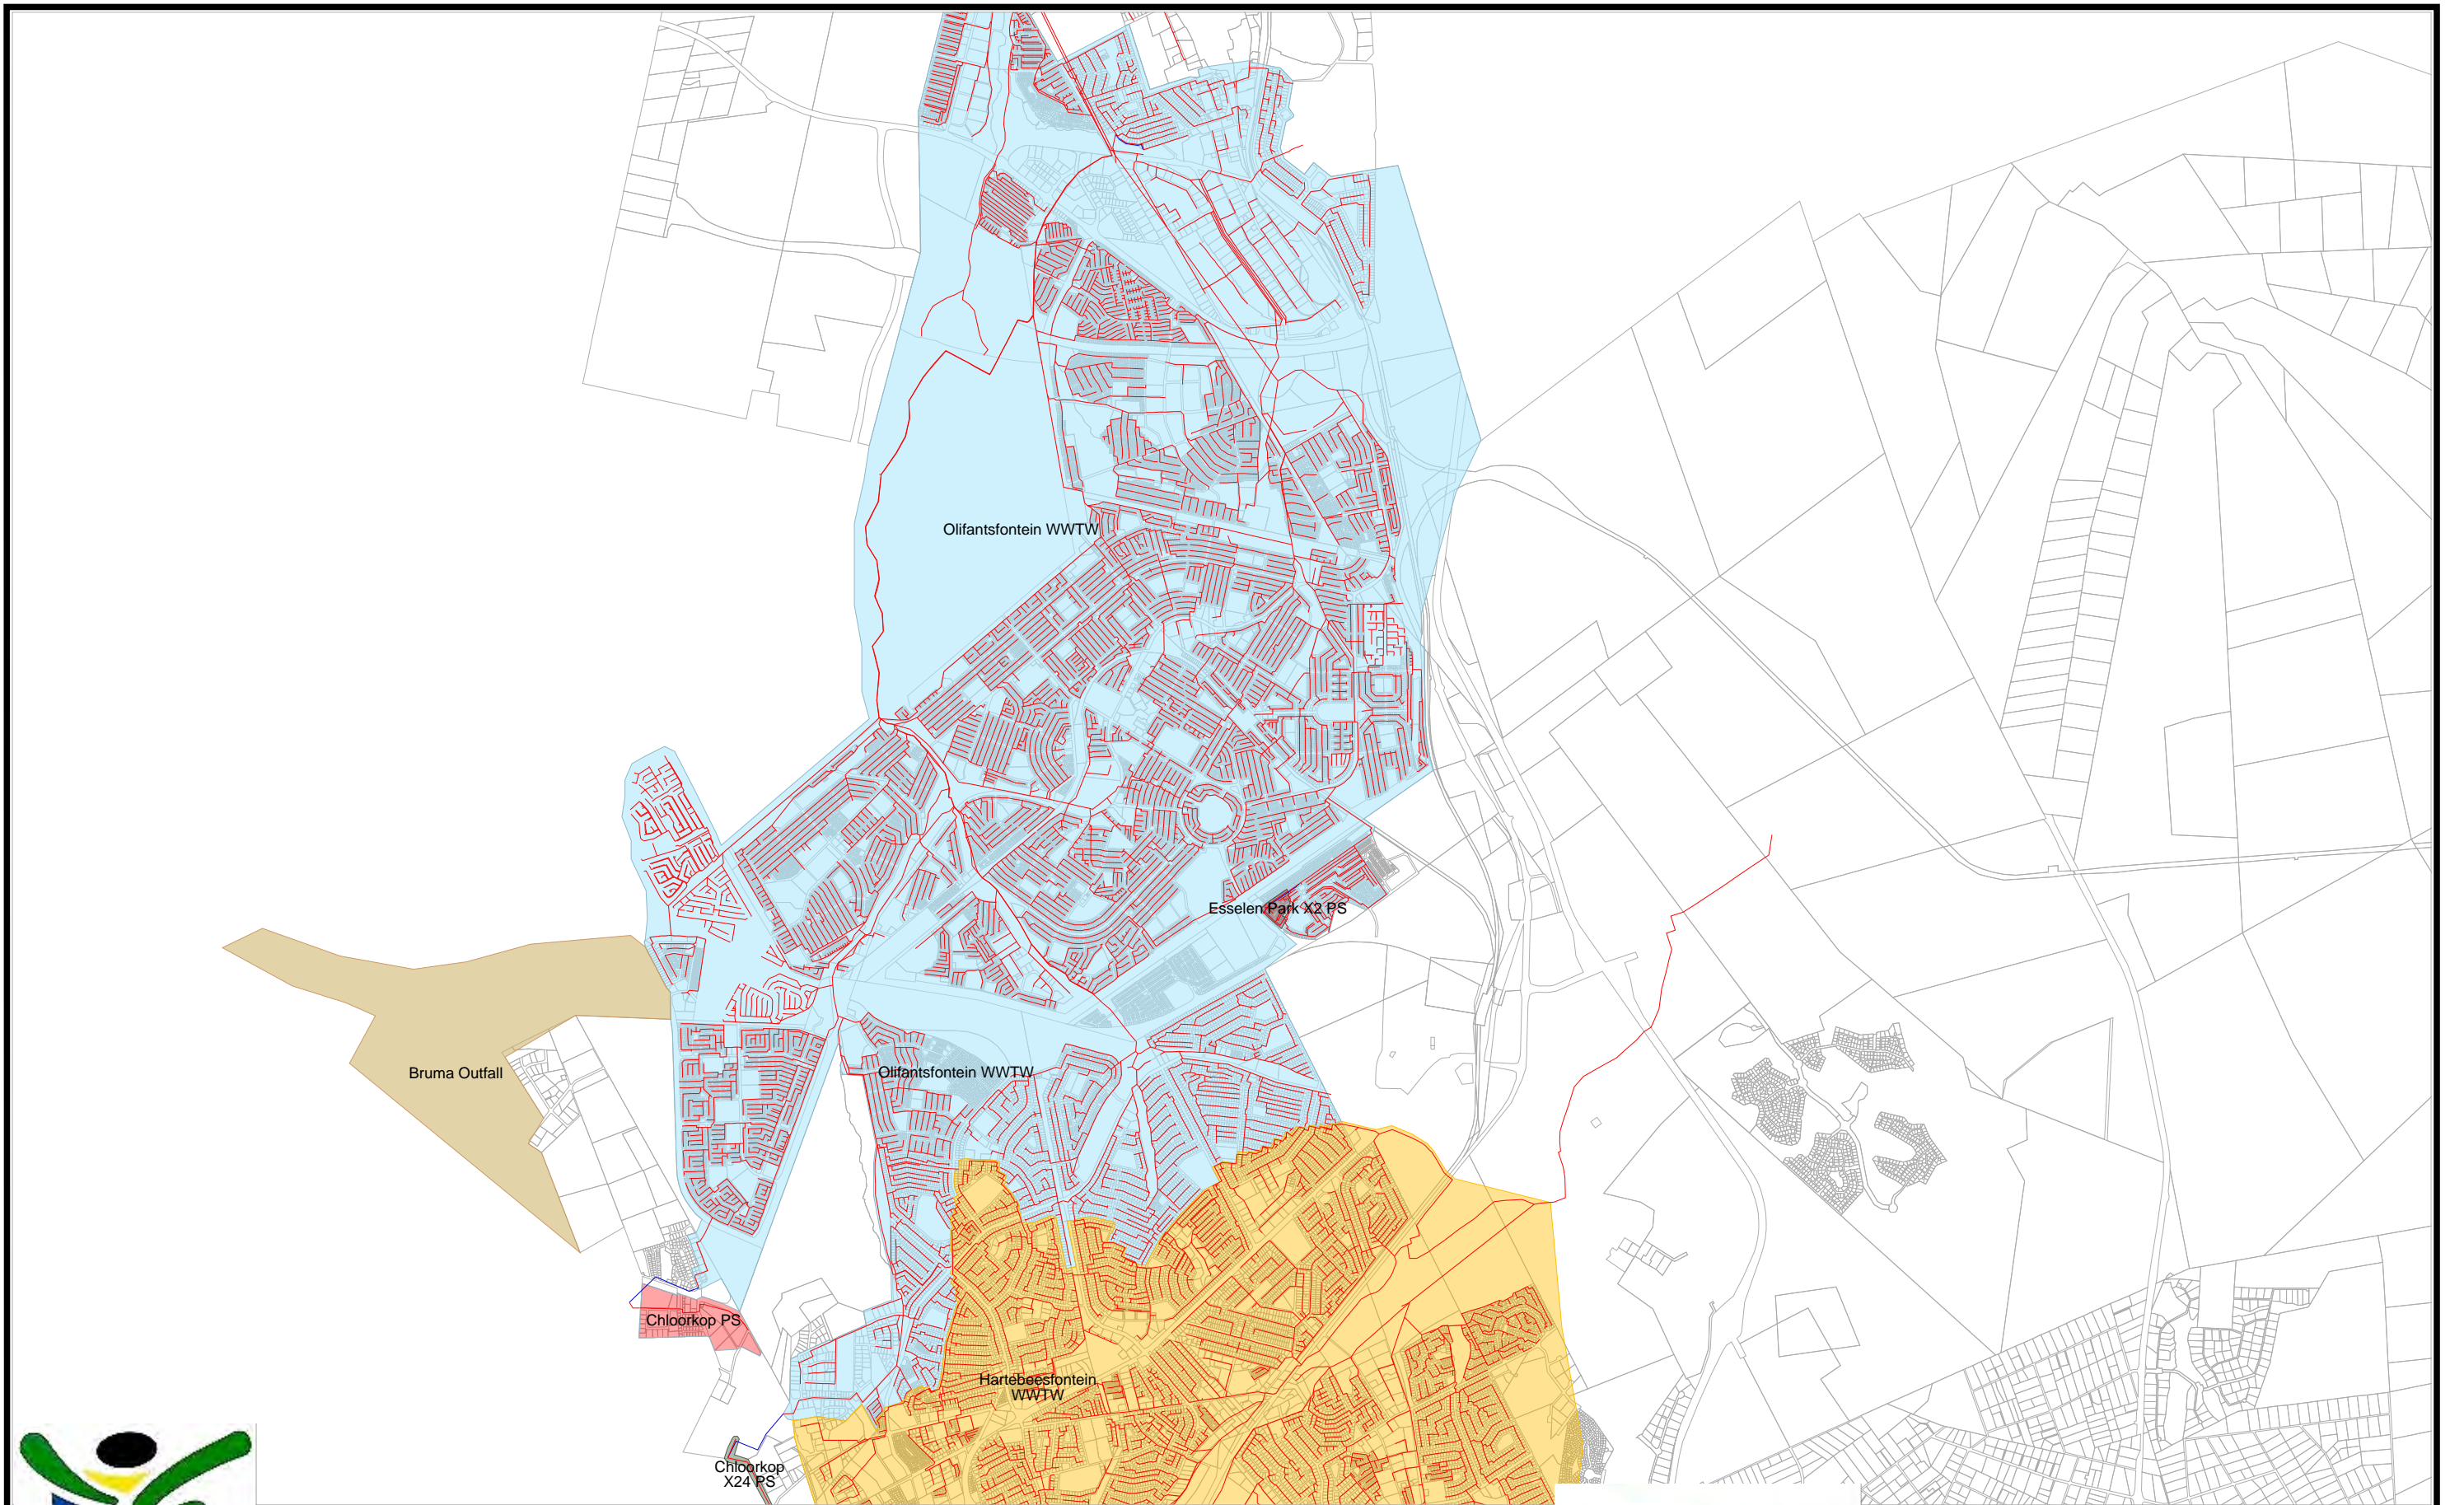 Olifantsfontein WWTW
Esselen Park X2 PS
Bruma Outfall
Olifantsfontein WWTW
Chloorkop PS
Hartebeesfontein
WWTW
Chloorkop
X24 PS